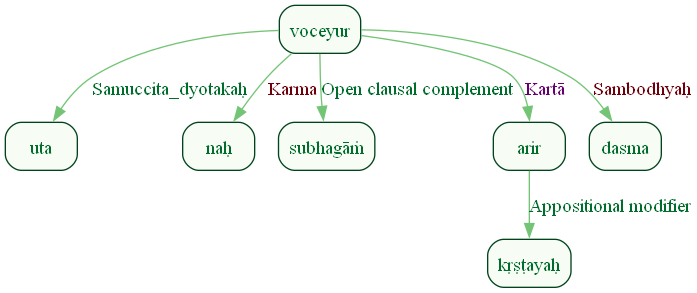 voceyur
Samuccita_dyotakaḥ
Karma
Open clausal complement
Kartā
Sambodhyaḥ
uta
naḥ
subhagāṁ
arir
dasma
Appositional modifier
kṛṣṭayaḥ